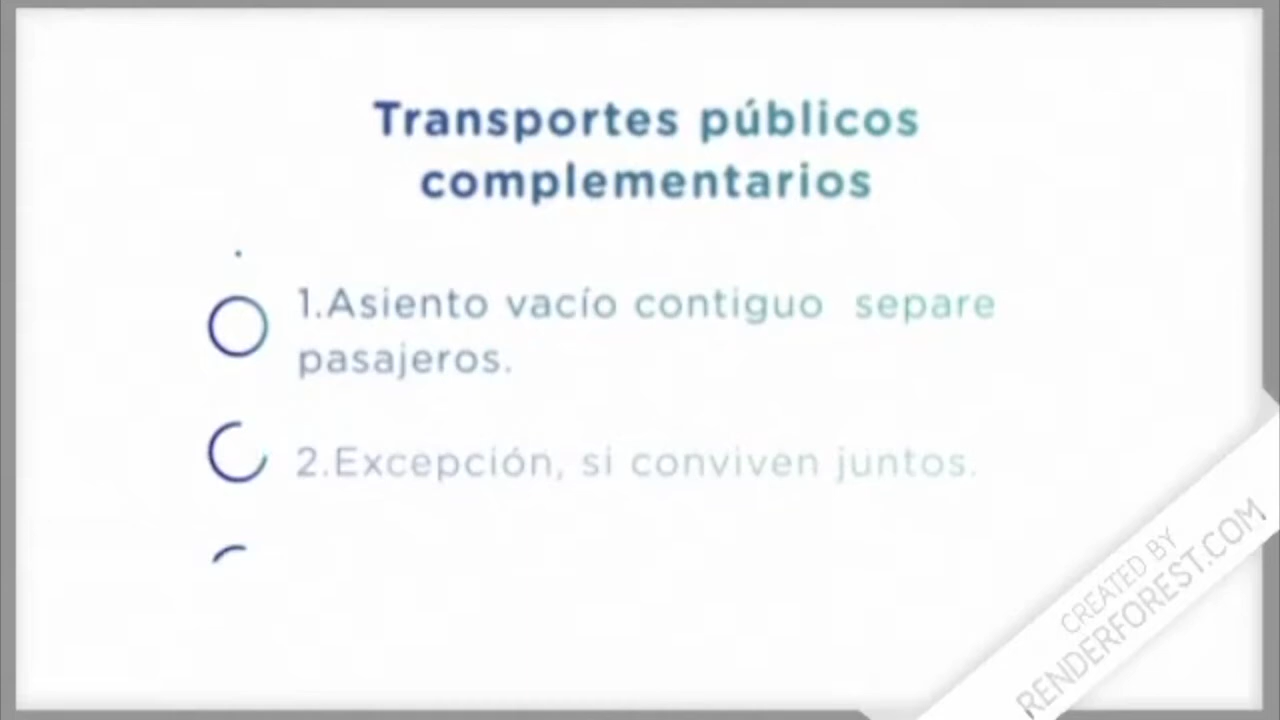 Transportes públicos
complementarios
1.Asiento vacío contiguo separe
pasajeros.
2.Excepción, si conviven juntos.
CREATED BY
RENDERFOREST.COM